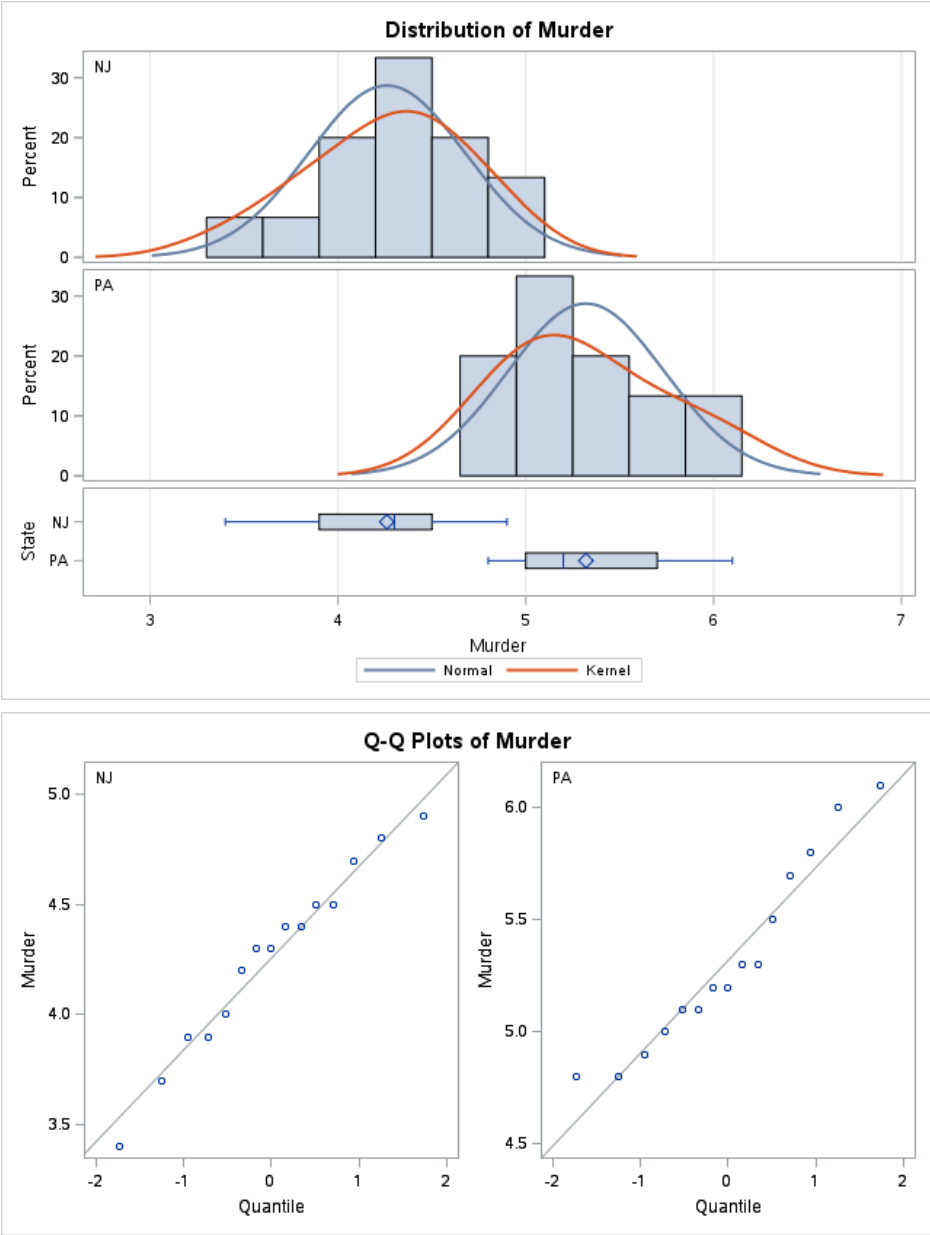 Distribution of Murder
NJ
30
20
10
0
Percent
PA
30
20
10
0
Percent
State
NJ
PA
3 4 5 6 7
Murder
Normal Kernel
Q-Q Plots of Murder
NJ
5.0
4.5
4.0
3.5
Murder
-2 -1 0 1 2
Quantile
PA
6.0
5.5
5.0
4.5
Murder
-2 -1 0 1 2
Quantile